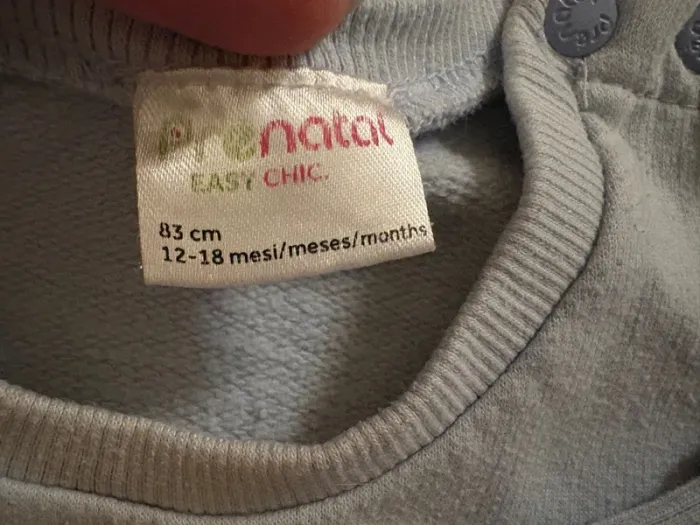 Prenatal
EASY CHIC.
83 cm
12-18 mesi/meses/months